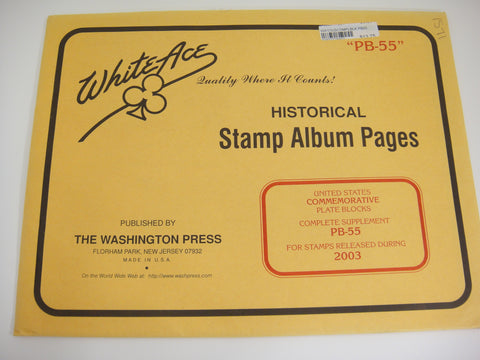 "PB-55"
White Ace
Quality Where It Counts!
HISTORICAL
Stamp Album Pages
UNITED STATES
COMMEMORATIVE
PLATE BLOCKS
COMPLETE SUPPLEMENT
PB-55
FOR STAMPS RELEASED DURING
2003
PUBLISHED BY
THE WASHINGTON PRESS
FLORHAM PARK, NEW JERSEY 07932
MADE IN U.S.A.
•
On the World Wide Web at: http://www.washpress.com